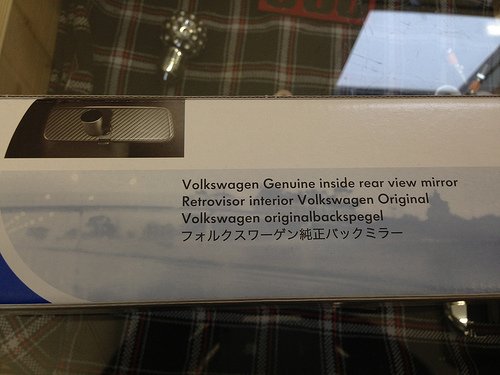 Volkswagen Genuine inside rear view mirror
Retrovisor interior Volkswagen Original
Volkswagen originalbackspegel
フォルクスワーゲン純正バックミラー